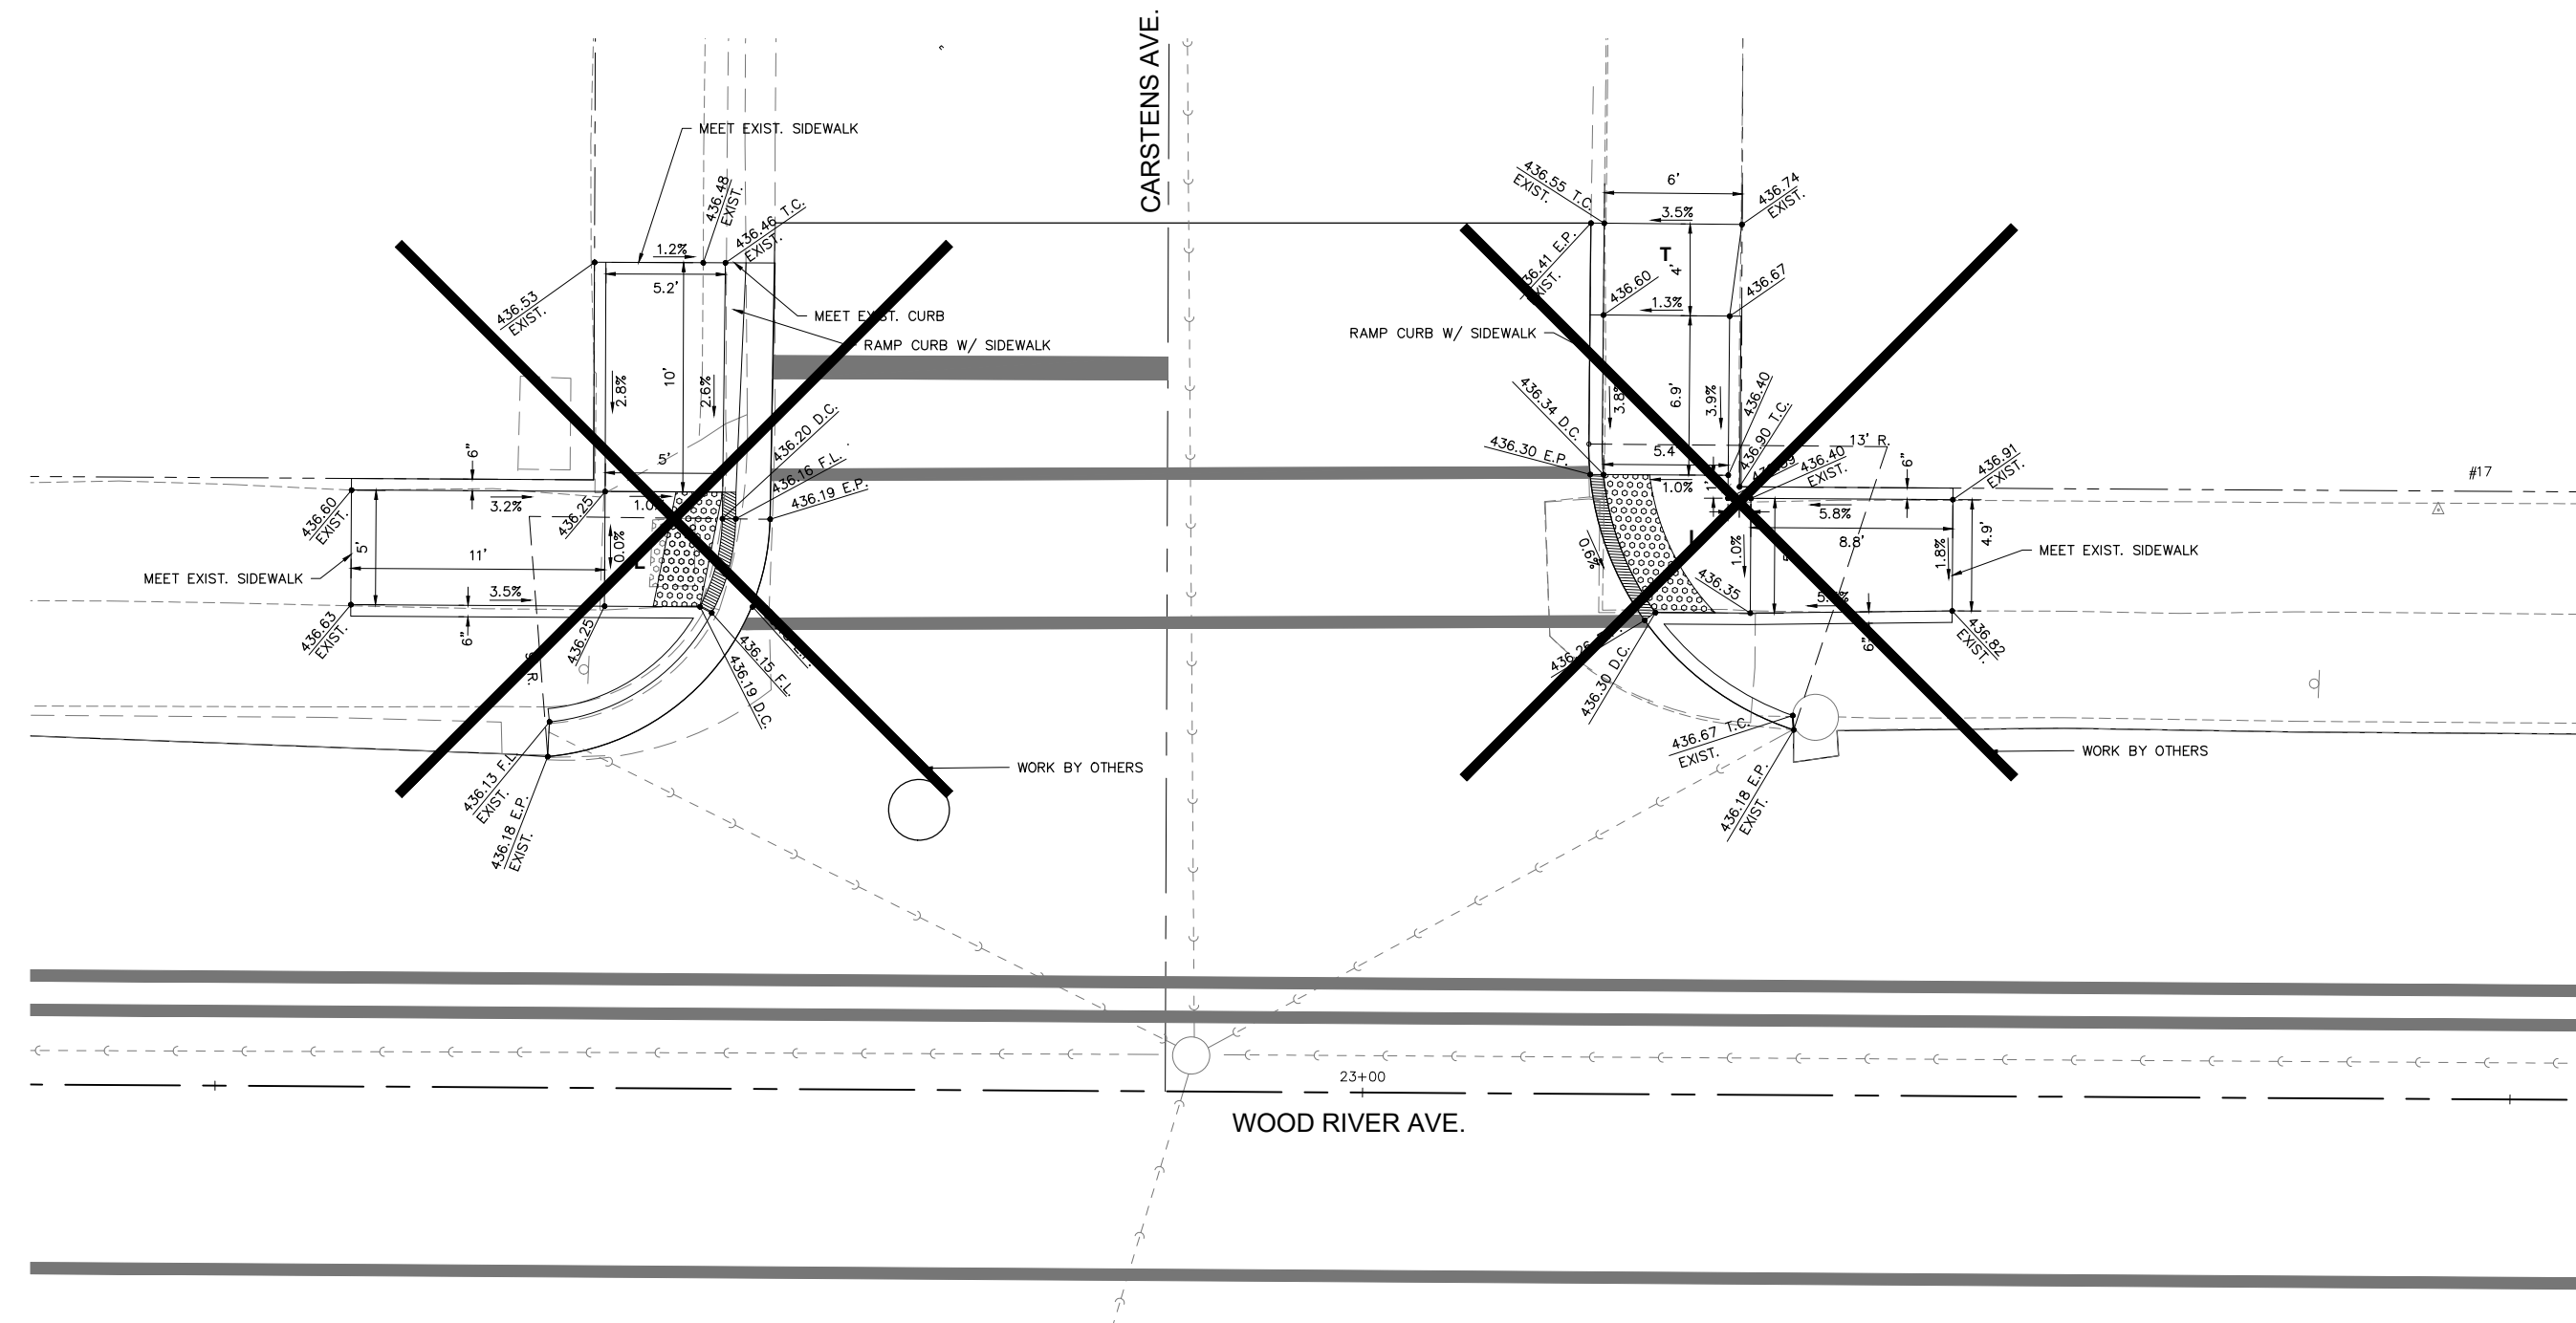 CARSTENS AVE.
MEET EXIST. SIDEWALK
436.48
EXIST.
436.46 T.C.
EXIST.
1.2%
5.2'
436.53
EXIST.
MEET EXIST. CURB
RAMP CURB W/ SIDEWALK
2.8%
10'
2.6%
436.20 D.C.
436.16 F.L.
436.19 E.P.
5'
6"
3.2%
436.60
EXIST.
436.25
0.0%
L
5'
11'
MEET EXIST. SIDEWALK
3.5%
436.63
EXIST.
6"
436.25
436.15 F.L.
436.19 D.C.
436.13 F.L.
EXIST.
436.18 E.P.
EXIST.
WORK BY OTHERS
436.55 T.C.
EXIST.
6'
436.74
EXIST.
3.5%
T
4'
436.41 E.P.
EXIST.
436.60
436.67
1.3%
RAMP CURB W/ SIDEWALK
3.8%
6.9'
3.9%
436.40
436.34 D.C.
436.90 T.C.
13' R.
436.30 E.P.
5.4'
1.0%
436.40
EXIST.
6"
436.91
EXIST.
#17
5.8%
8.8'
4.9'
1.8%
1.0%
0.6%
MEET EXIST. SIDEWALK
436.35
6"
436.82
EXIST.
436.30 D.C.
436.67 T.C.
EXIST.
436.18 E.P.
EXIST.
WORK BY OTHERS
23+00
WOOD RIVER AVE.